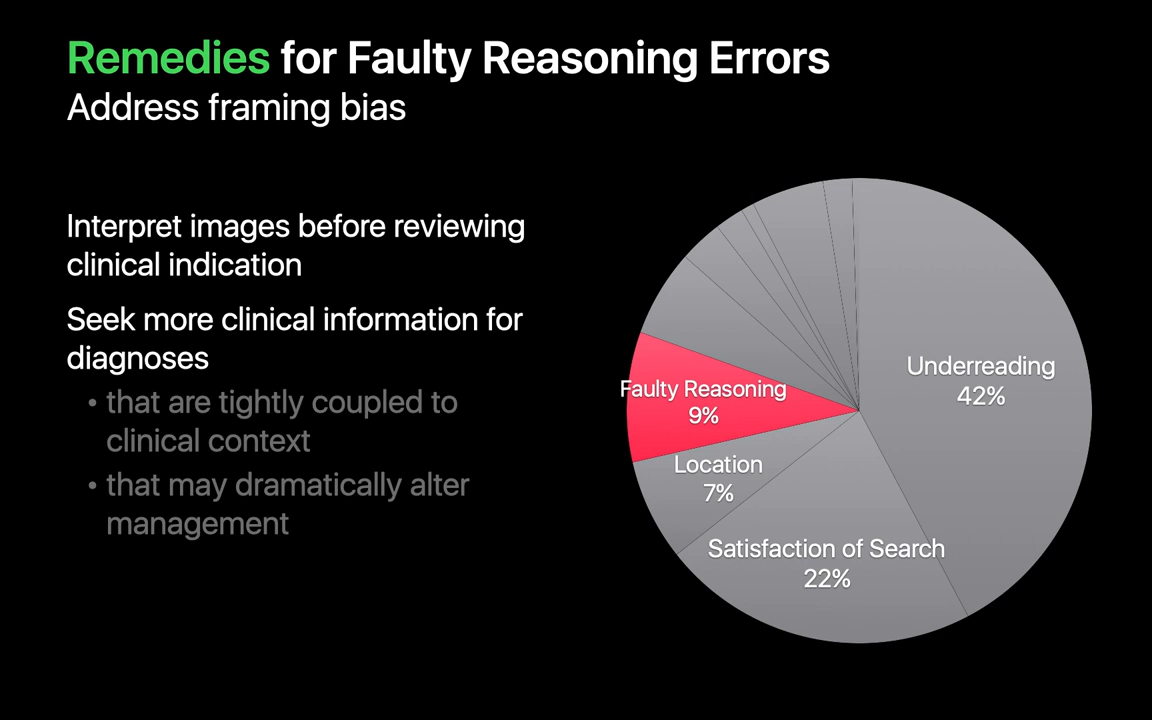 Remedies for Faulty Reasoning Errors
Address framing bias
Interpret images before reviewing
clinical indication
Seek more clinical information for
diagnoses
• that are tightly coupled to
clinical context
• that may dramatically alter
management
Underreading
42%
Faulty Reasoning
9%
Location
7%
Satisfaction of Search
22%